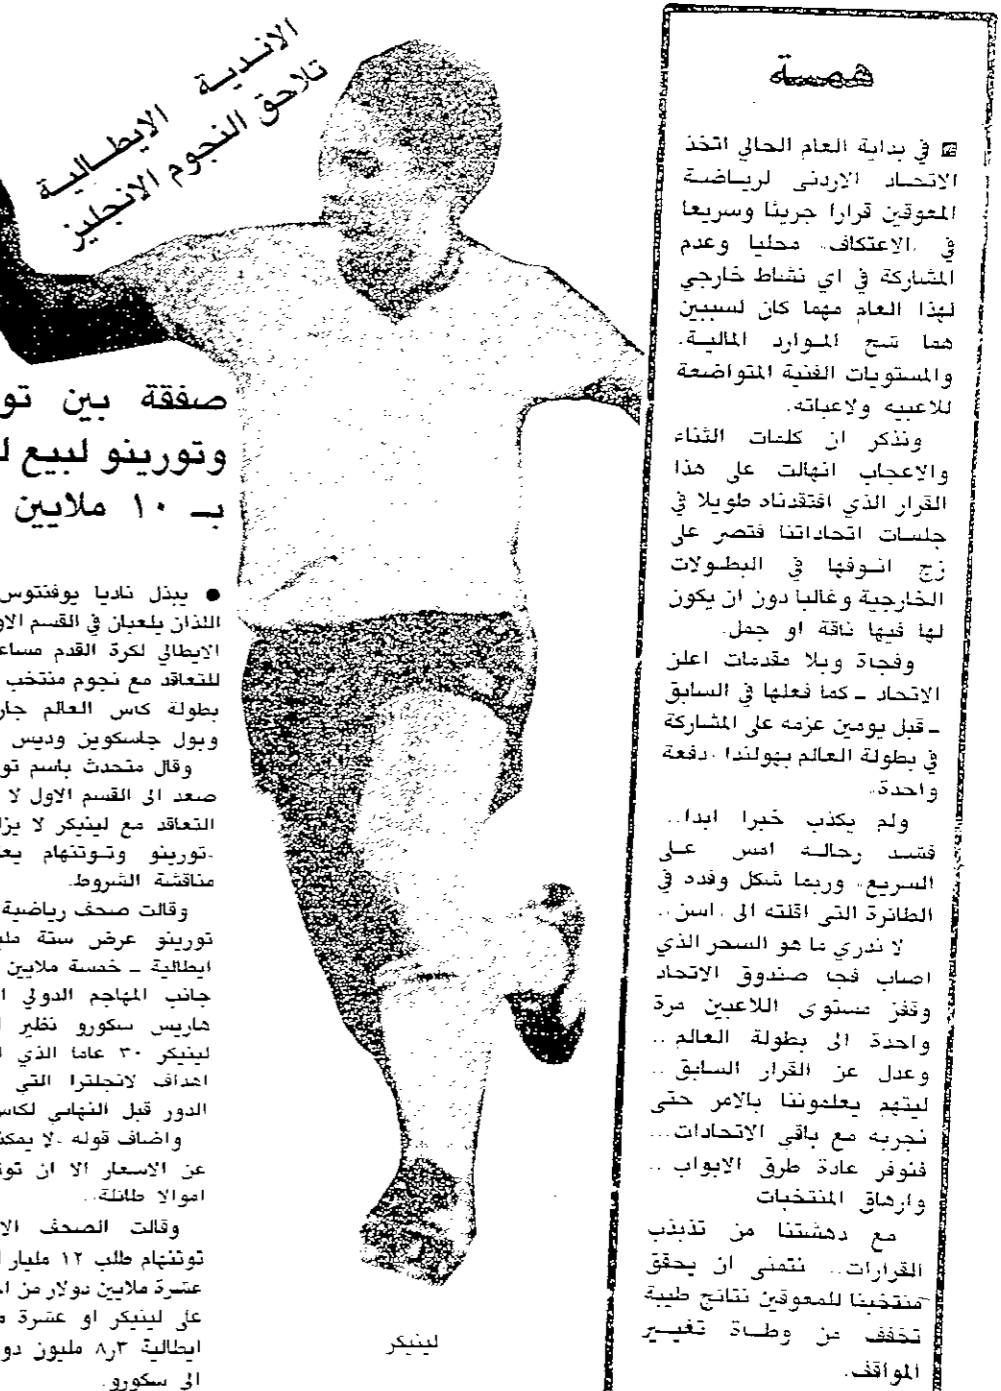 همسة
في بداية العام الحالي اتخذ
الاتحاد الاردني لرياضة
المعوقين قرارا جريئا وسريعا
في «الاعتكاف» محليا وعدم
المشاركة في اي نشاط خارجي
لهذا العام مهما كان لسببين
هما شح الموارد المالية.
والمستويات الفنية المتواضعة
للاعبيه ولاعباته.
ونذكر ان كلمات الثناء
والاعجاب انهالت على هذا
القرار الذي افتقدناه طويلا في
جلسات اتحاداتنا فتصر على
زج انوفها في البطولات
الخارجية وغالبا دون ان يكون
لها فيها ناقة او جمل.
وفجاة وبلا مقدمات اعلن
الاتحاد ـ كما فعلها في السابق
ـ قبل يومين عزمه على المشاركة
في بطولة العالم بهولندا «دفعة
واحدة»
ولم يكذب خبرا ابدا..
فشد رحاله امس على
السريع، وربما شكل وفده في
الطائرة التي اقلته الى «اسن»..
لا ندري ما هو السحر الذي
اصاب فجا صندوق الاتحاد
وقفز مستوى اللاعبين مرة
واحدة الى بطولة العالم ..
وعدل عن القرار السابق ..
ليتهم يعلموننا بالامر حتى
نجربه مع باقي الاتحادات...
فنوفر عادة طرق الابواب ..
وارهاق المنتخبات
مع دهشتنا من تذبذب
القرارات.. نتمنى ان يحقق
منتخبنا للمعوقين نتائج طيبة
تخفف من وطاة تغيير
المواقف.
الاندية الايطالية
تلاحق النجوم الانجليز
صفقة بين تو
وتورينو لبيع ل
بـ ١٠ ملايين
● يبذل ناديا يوفنتوس
اللذان يلعبان في القسم الاو
الايطالي لكرة القدم مساع
للتعاقد مع نجوم منتخب
بطولة كاس العالم جار
وبول جاسكوين وديس
وقال متحدث باسم تو
صعد الى القسم الاول لا
التعاقد مع لينيكر لا يزا
«تورينو وتوتنهام يع
مناقشة الشروط.
وقالت صحف رياضية
تورينو عرض ستة ملي
ايطالية ـ خمسة ملايين
جانب المهاجم الدولي ا
هاريس سكورو نظير ا
لينيكر ٣٠ عاما الذي ا
اهداف لانجلترا التي
الدور قبل النهايي لكاس
واضاف قوله «لا يمكن
عن الاسعار الا ان تو
اموالا طائلة»..
وقالت الصحف الا
توتنهام طلب ١٢ مليار ا
عشرة ملايين دولار من ا
على لينيكر او عشرة م
ايطالية ٨٫٣ مليون دو
الى سكورو.
لينيكر